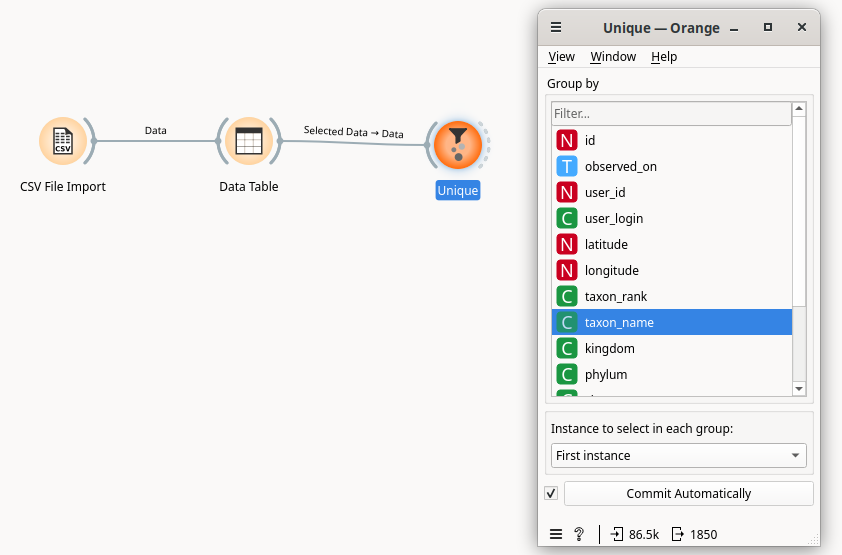 Data
Selected Data → Data
CSV
CSV File Import
Data Table
Unique
Unique — Orange
View Window Help
Group by
Filter...
N id
T observed_on
N user_id
C user_login
N latitude
N longitude
C taxon_rank
C taxon_name
C kingdom
C phylum
Instance to select in each group:
First instance
Commit Automatically
? 86.5k 1850